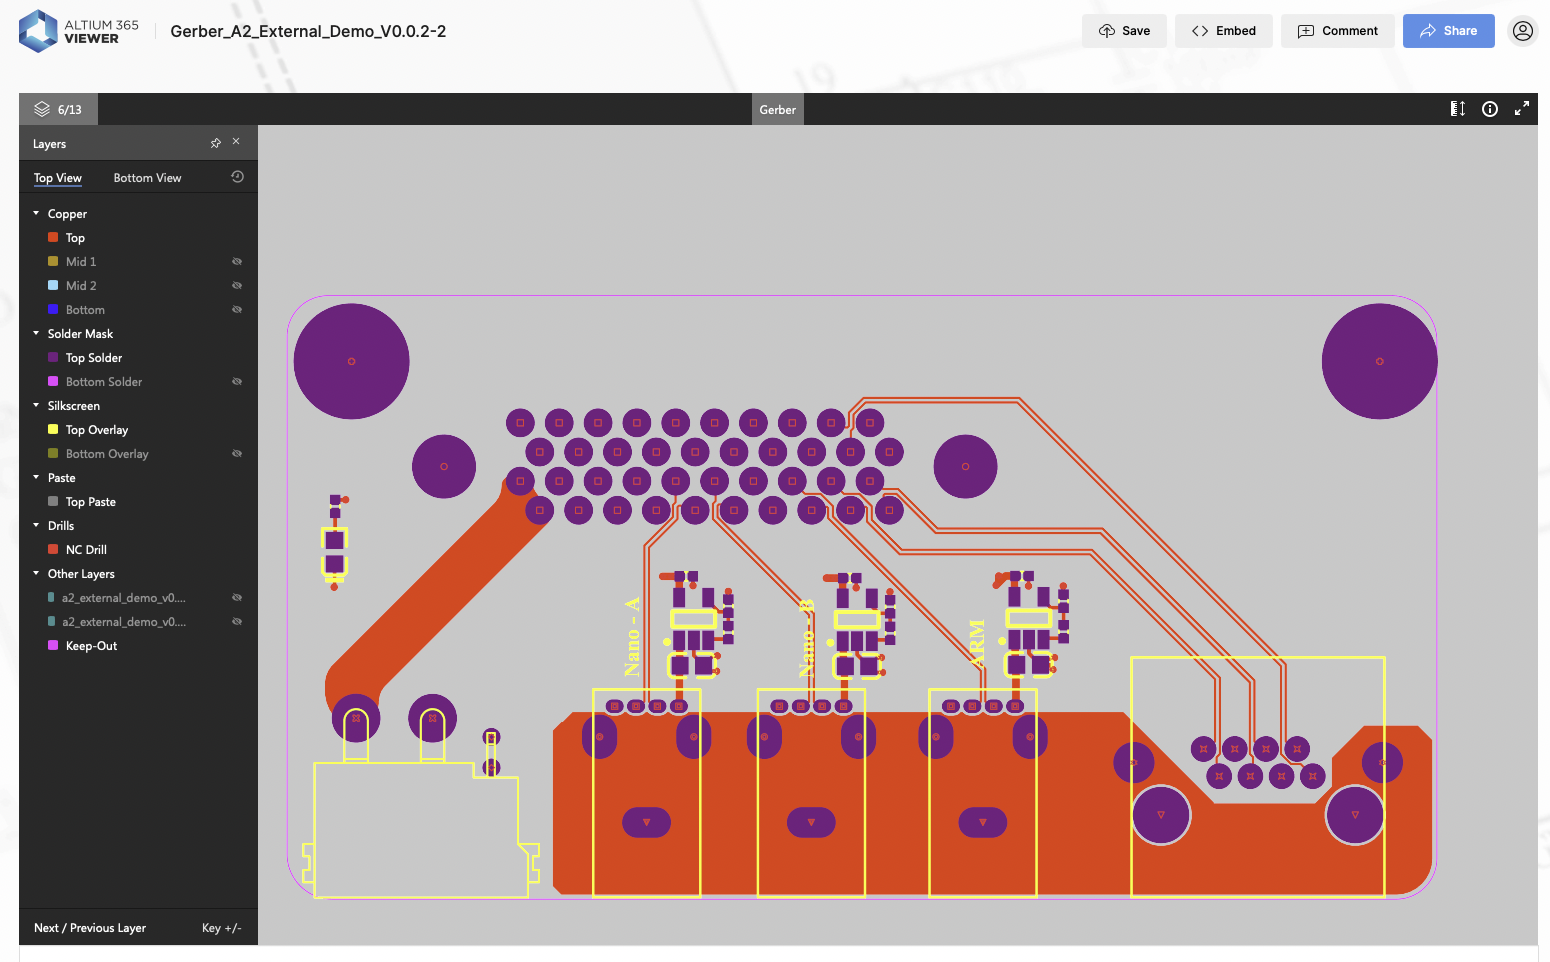 ALTIUM 365
VIEWER
Gerber_A2_External_Demo_V0.0.2-2
Save
Embed
Comment
Share
6/13
Gerber
Layers
Top View
Bottom View
Copper
Top
Mid 1
Mid 2
Bottom
Solder Mask
Top Solder
Bottom Solder
Silkscreen
Top Overlay
Bottom Overlay
Paste
Top Paste
Drills
NC Drill
Other Layers
a2_external_demo_v0....
a2_external_demo_v0....
Keep-Out
Next / Previous Layer
Key +/-
Nano - A
Nano - B
ARM
19